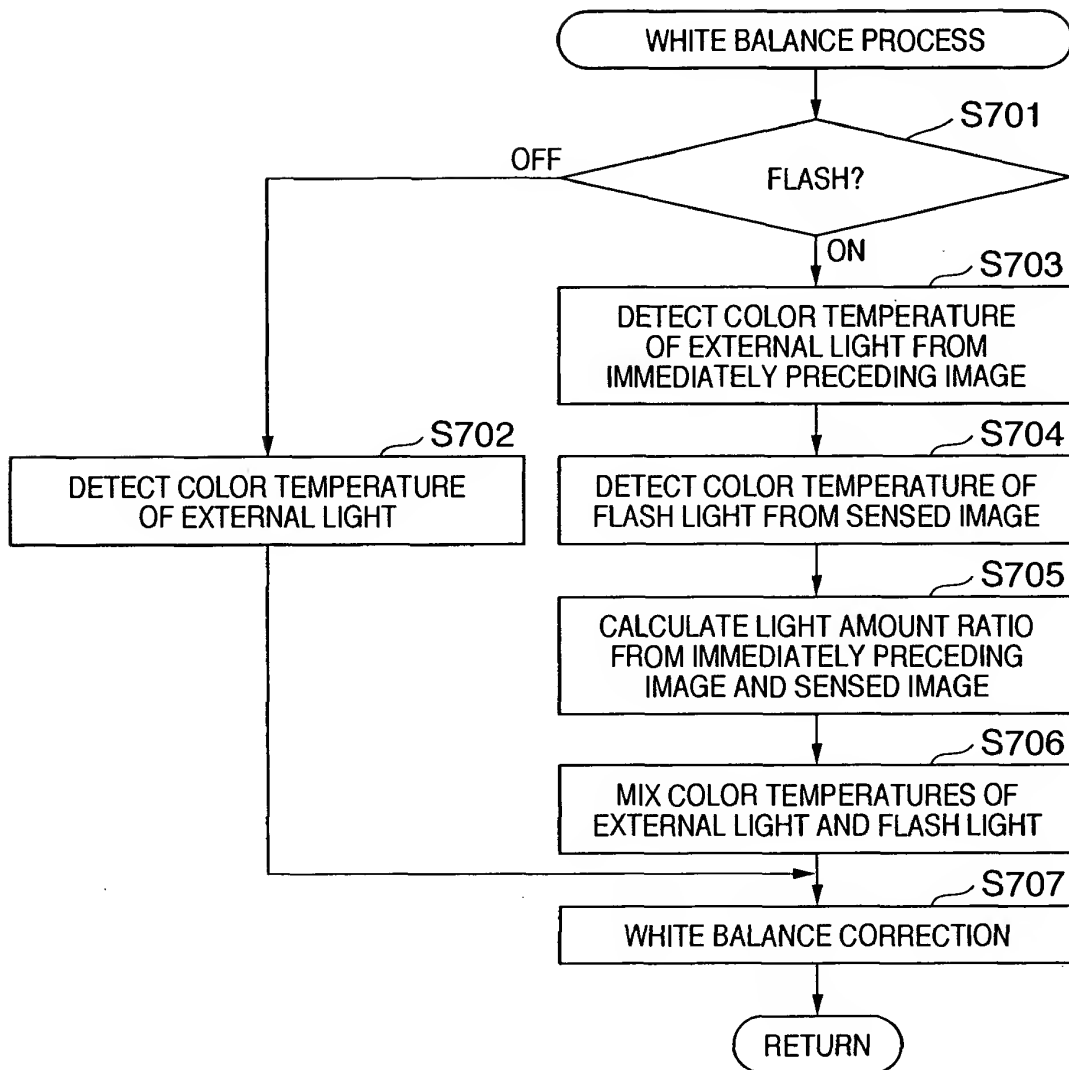 WHITE BALANCE PROCESS
S701
OFF
FLASH?
ON
S703
DETECT COLOR TEMPERATURE
OF EXTERNAL LIGHT FROM
IMMEDIATELY PRECEDING IMAGE
S702
DETECT COLOR TEMPERATURE
OF EXTERNAL LIGHT
S704
DETECT COLOR TEMPERATURE OF
FLASH LIGHT FROM SENSED IMAGE
S705
CALCULATE LIGHT AMOUNT RATIO
FROM IMMEDIATELY PRECEDING
IMAGE AND SENSED IMAGE
S706
MIX COLOR TEMPERATURES OF
EXTERNAL LIGHT AND FLASH LIGHT
S707
WHITE BALANCE CORRECTION
RETURN